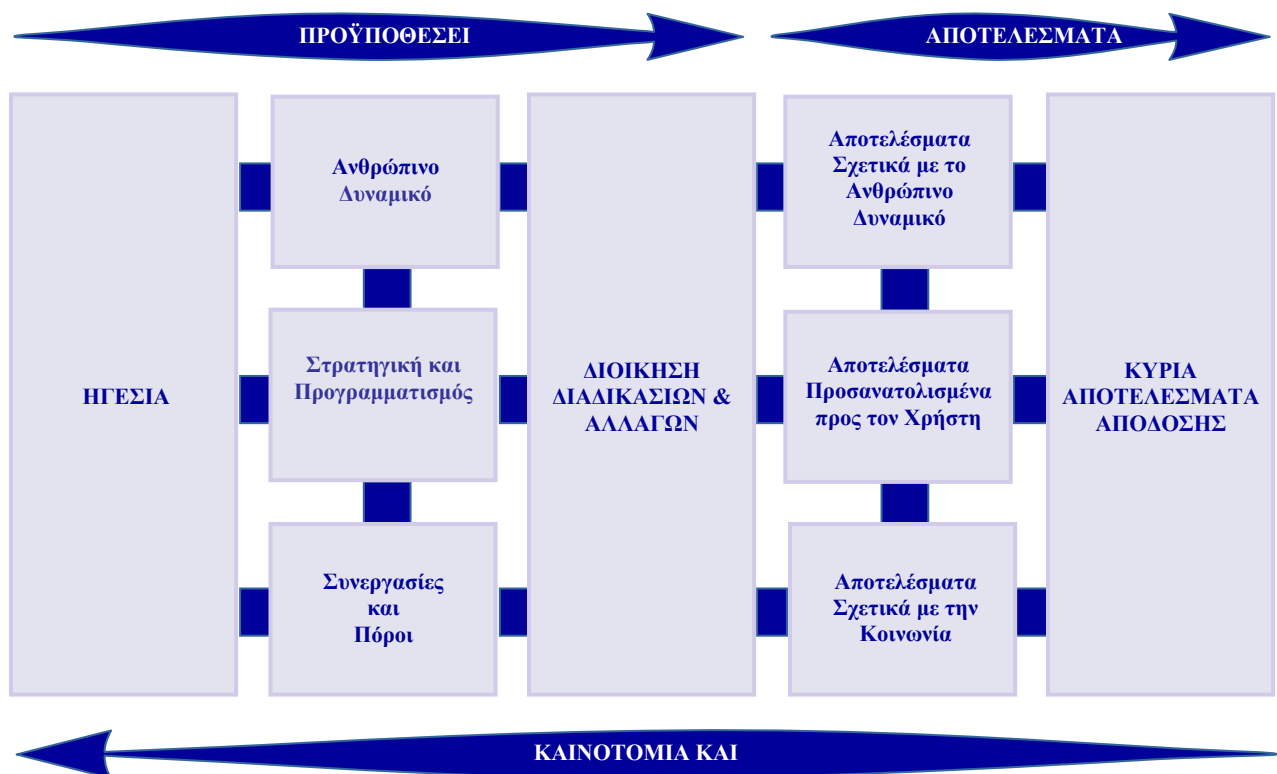 ΠΡΟΫΠΟΘΕΣΕΙ
ΑΠΟΤΕΛΕΣΜΑΤΑ
ΗΓΕΣΙΑ
Ανθρώπινο
Δυναμικό
Στρατηγική και
Προγραμματισμός
Συνεργασίες
και
Πόροι
ΔΙΟΙΚΗΣΗ
ΔΙΑΔΙΚΑΣΙΩΝ &
ΑΛΛΑΓΩΝ
Αποτελέσματα
Σχετικά με το
Ανθρώπινο
Δυναμικό
Αποτελέσματα
Προσανατολισμένα
προς τον Χρήστη
Αποτελέσματα
Σχετικά με την
Κοινωνία
ΚΥΡΙΑ
ΑΠΟΤΕΛΕΣΜΑΤΑ
ΑΠΟΔΟΣΗΣ
ΚΑΙΝΟΤΟΜΙΑ ΚΑΙ